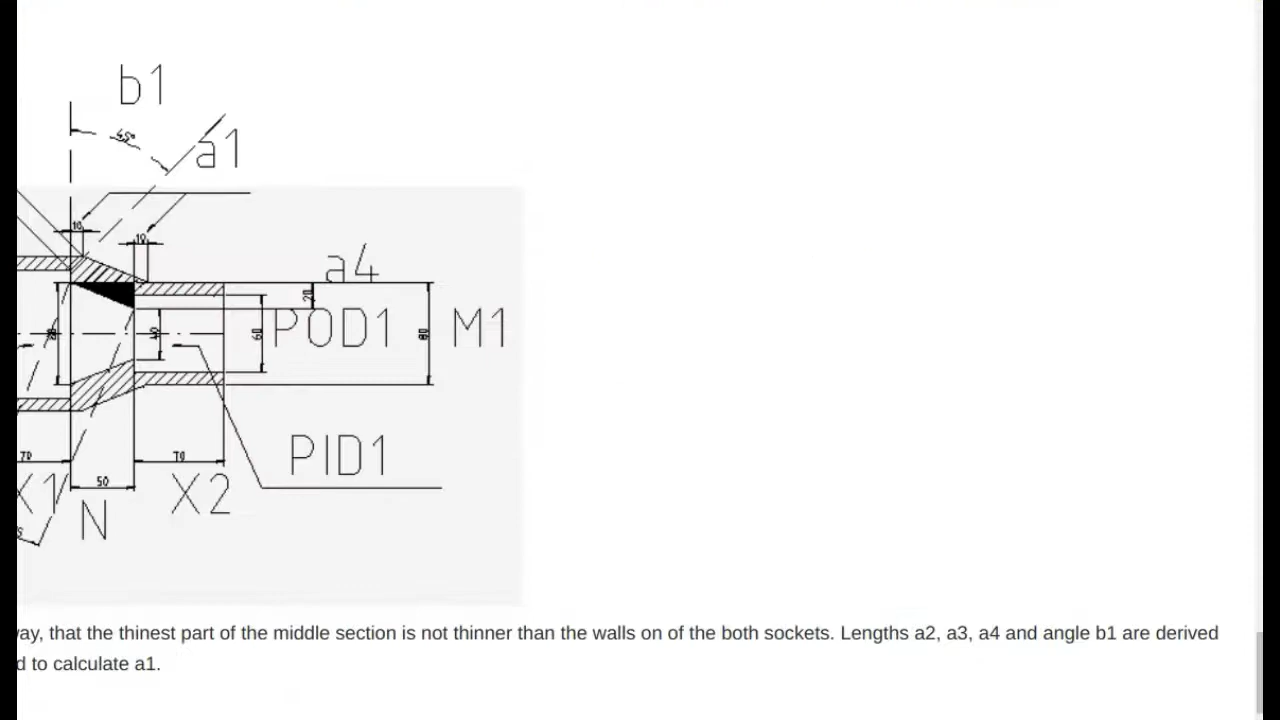 b1
45°
a1
10
10
a4
20
POD1
M1
40
60
80
PID1
70
70
50
X1
X2
N
way, that the thinest part of the middle section is not thinner than the walls on of the both sockets. Lengths a2, a3, a4 and angle b1 are derived
d to calculate a1.